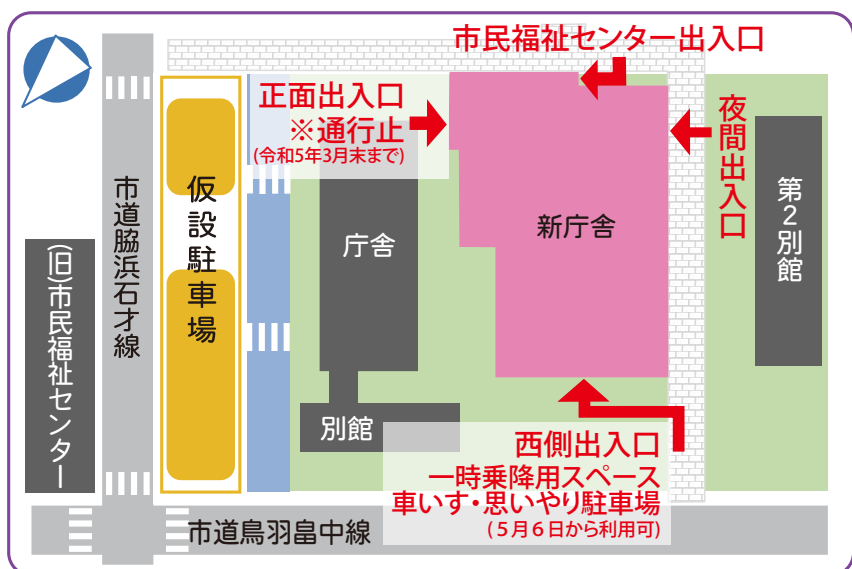 市民福祉センター出入口
正面出入口
※通行止
(令和5年3月末まで)
夜間出入口
市道脇浜石才線
仮設駐車場
庁舎
新庁舎
第2別館
(旧)市民福祉センター
別館
西側出入口
一時乗降用スペース
車いす・思いやり駐車場
(5月6日から利用可)
市道鳥羽畠中線